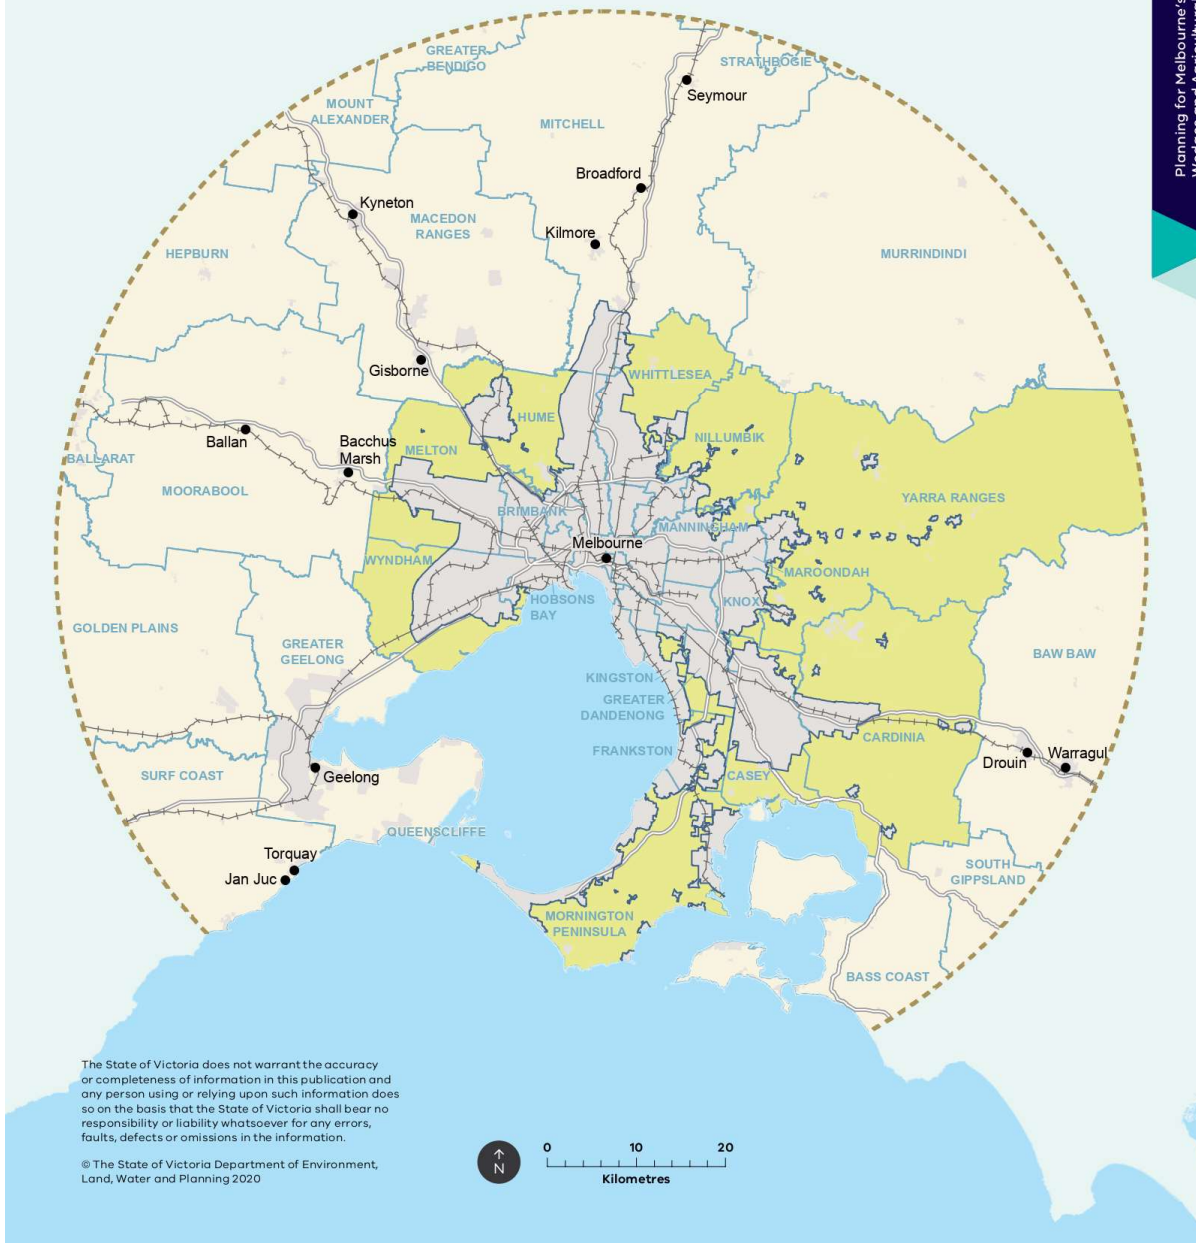 Planning for Melbourne's
GREATER
BENDIGO
STRATHBOGIE
Seymour
MOUNT
ALEXANDER
MITCHELL
Broadford
Kyneton
MACEDON
RANGES
Kilmore
HEPBURN
MURRINDINDI
Gisborne
WHITTLESEA
HUME
NILLUMBIK
Ballan
Bacchus
Marsh
MELTON
BALLARAT
MOORABOOL
YARRA RANGES
BRIMBANK
MANNINGHAM
Melbourne
WYNDHAM
MAROONDAH
HOBSONS
BAY
KNOX
GOLDEN PLAINS
GREATER
GEELONG
BAW BAW
KINGSTON
GREATER
DANDENONG
FRANKSTON
CARDINIA
Drouin
Warragul
SURF COAST
Geelong
CASEY
QUEENSCLIFFE
Torquay
Jan Juc
SOUTH
GIPPSLAND
MORNINGTON
PENINSULA
BASS COAST
The State of Victoria does not warrant the accuracy
or completeness of information in this publication and
any person using or relying upon such information does
so on the basis that the State of Victoria shall bear no
responsibility or liability whatsoever for any errors,
faults, defects or omissions in the information.
© The State of Victoria Department of Environment,
Land, Water and Planning 2020
N
0 10 20
Kilometres